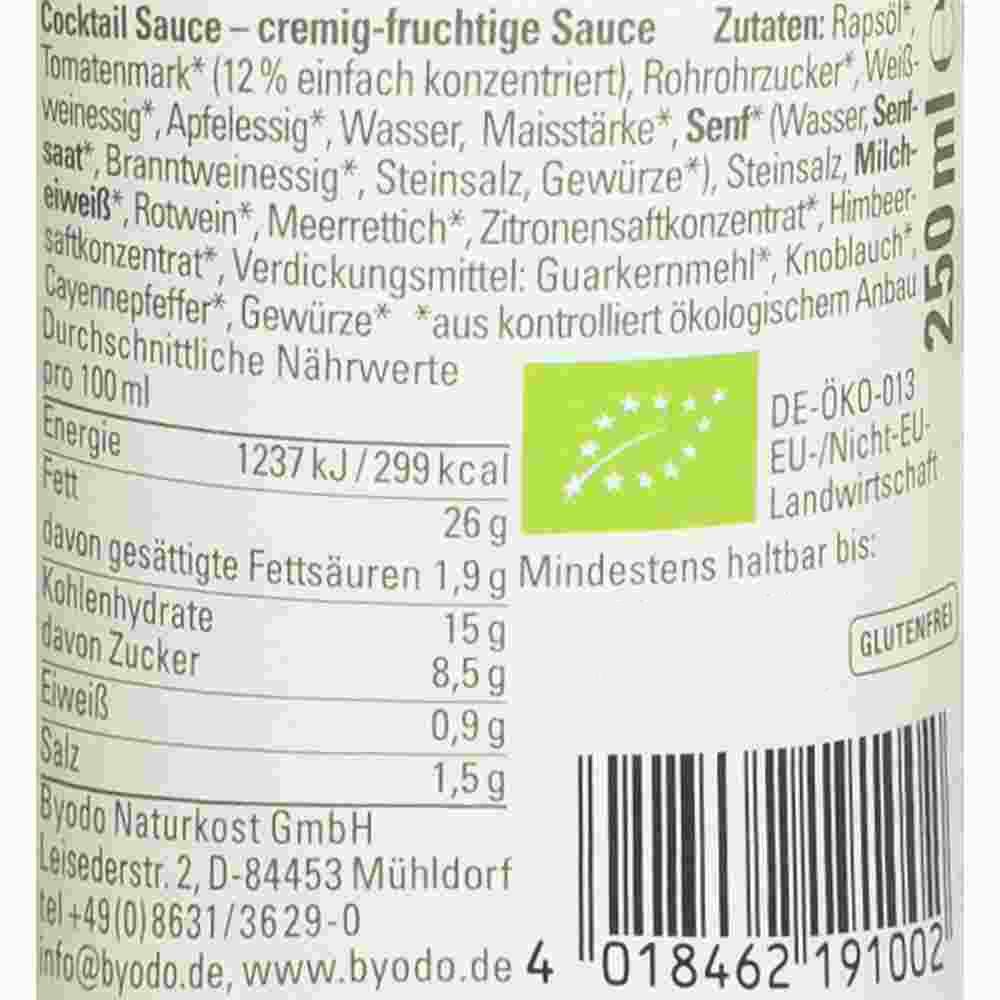 Cocktail Sauce – cremig-fruchtige Sauce Zutaten: Rapsöl*,
Tomatenmark* (12 % einfach konzentriert), Rohrohrzucker*, Weiß-
weinessig*, Apfelessig*, Wasser, Maisstärke*, Senf* (Wasser, Senf-
saat*, Branntweinessig*, Steinsalz, Gewürze*), Steinsalz, Milch-
eiweiß*, Rotwein*, Meerrettich*, Zitronensaftkonzentrat*, Himbeer-
saftkonzentrat*, Verdickungsmittel: Guarkernmehl*, Knoblauch*,
Cayennepfeffer*, Gewürze* *aus kontrolliert ökologischem Anbau
250 ml
Durchschnittliche Nährwerte
pro 100 ml
Energie 1237 kJ / 299 kcal
Fett 26 g
davon gesättigte Fettsäuren 1,9 g
Kohlenhydrate 15 g
davon Zucker 8,5 g
Eiweiß 0,9 g
Salz 1,5 g
Byodo Naturkost GmbH
Leisederstr. 2, D-84453 Mühldorf
tel +49(0)8631/3629-0
info@byodo.de, www.byodo.de
DE-ÖKO-013
EU-/Nicht-EU-
Landwirtschaft
Mindestens haltbar bis:
GLUTENFREI
4 018462 191002